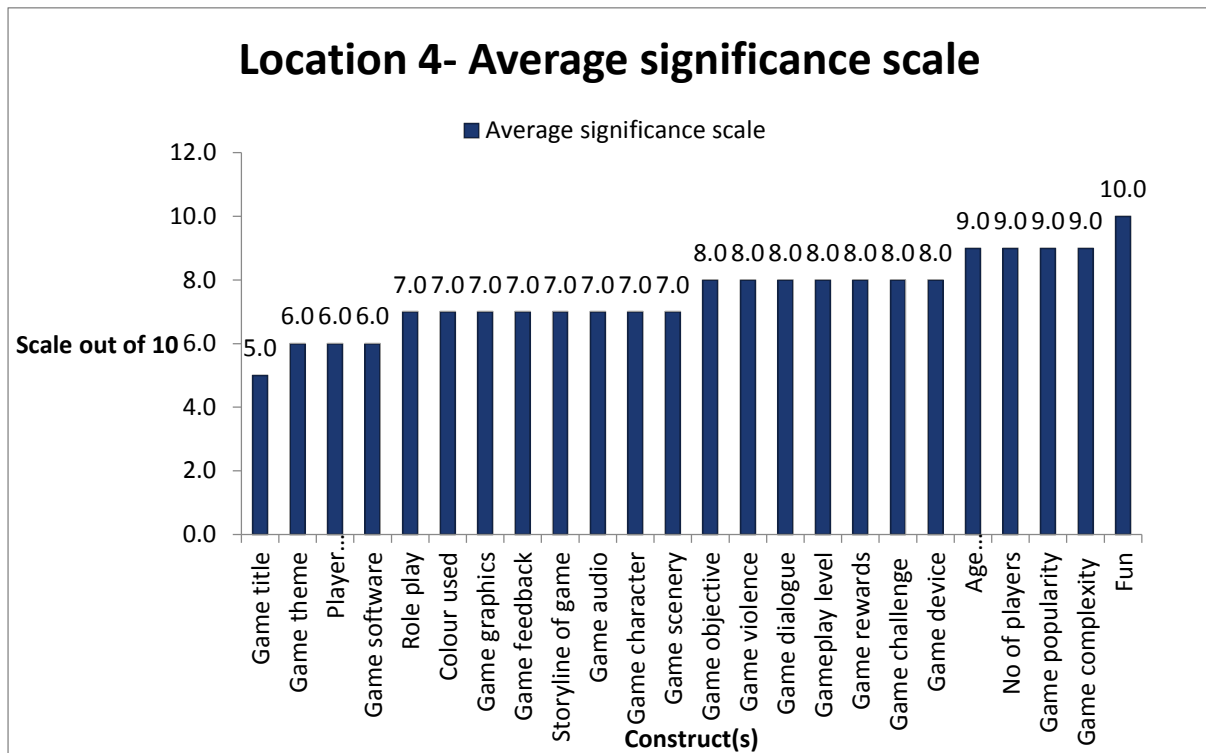 Location 4- Average significance scale
Average significance scale
12.0
10.0
8.0
6.0
4.0
2.0
0.0
Scale out of 10
5.0
6.0
6.0
6.0
7.0
7.0
7.0
7.0
7.0
7.0
7.0
7.0
8.0
8.0
8.0
8.0
8.0
8.0
8.0
9.0
9.0
9.0
9.0
10.0
Game title
Game theme
Player...
Game software
Role play
Colour used
Game graphics
Game feedback
Storyline of game
Game audio
Game character
Game scenery
Game objective
Game violence
Game dialogue
Gameplay level
Game rewards
Game challenge
Game device
Age...
No of players
Game popularity
Game complexity
Fun
Construct(s)